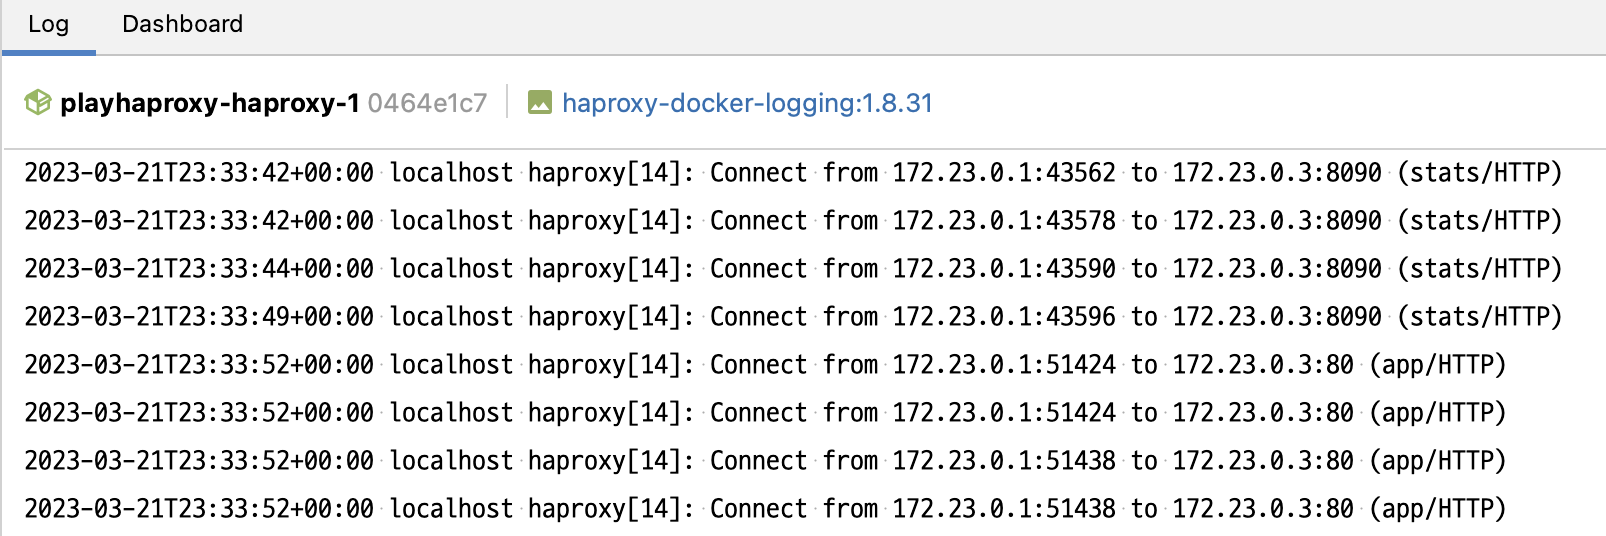 Log Dashboard
playhaproxy-haproxy-1 0464e1c7 haproxy-docker-logging:1.8.31
2023-03-21T23:33:42+00:00 localhost haproxy[14]: Connect from 172.23.0.1:43562 to 172.23.0.3:8090 (stats/HTTP)
2023-03-21T23:33:42+00:00 localhost haproxy[14]: Connect from 172.23.0.1:43578 to 172.23.0.3:8090 (stats/HTTP)
2023-03-21T23:33:44+00:00 localhost haproxy[14]: Connect from 172.23.0.1:43590 to 172.23.0.3:8090 (stats/HTTP)
2023-03-21T23:33:49+00:00 localhost haproxy[14]: Connect from 172.23.0.1:43596 to 172.23.0.3:8090 (stats/HTTP)
2023-03-21T23:33:52+00:00 localhost haproxy[14]: Connect from 172.23.0.1:51424 to 172.23.0.3:80 (app/HTTP)
2023-03-21T23:33:52+00:00 localhost haproxy[14]: Connect from 172.23.0.1:51424 to 172.23.0.3:80 (app/HTTP)
2023-03-21T23:33:52+00:00 localhost haproxy[14]: Connect from 172.23.0.1:51438 to 172.23.0.3:80 (app/HTTP)
2023-03-21T23:33:52+00:00 localhost haproxy[14]: Connect from 172.23.0.1:51438 to 172.23.0.3:80 (app/HTTP)